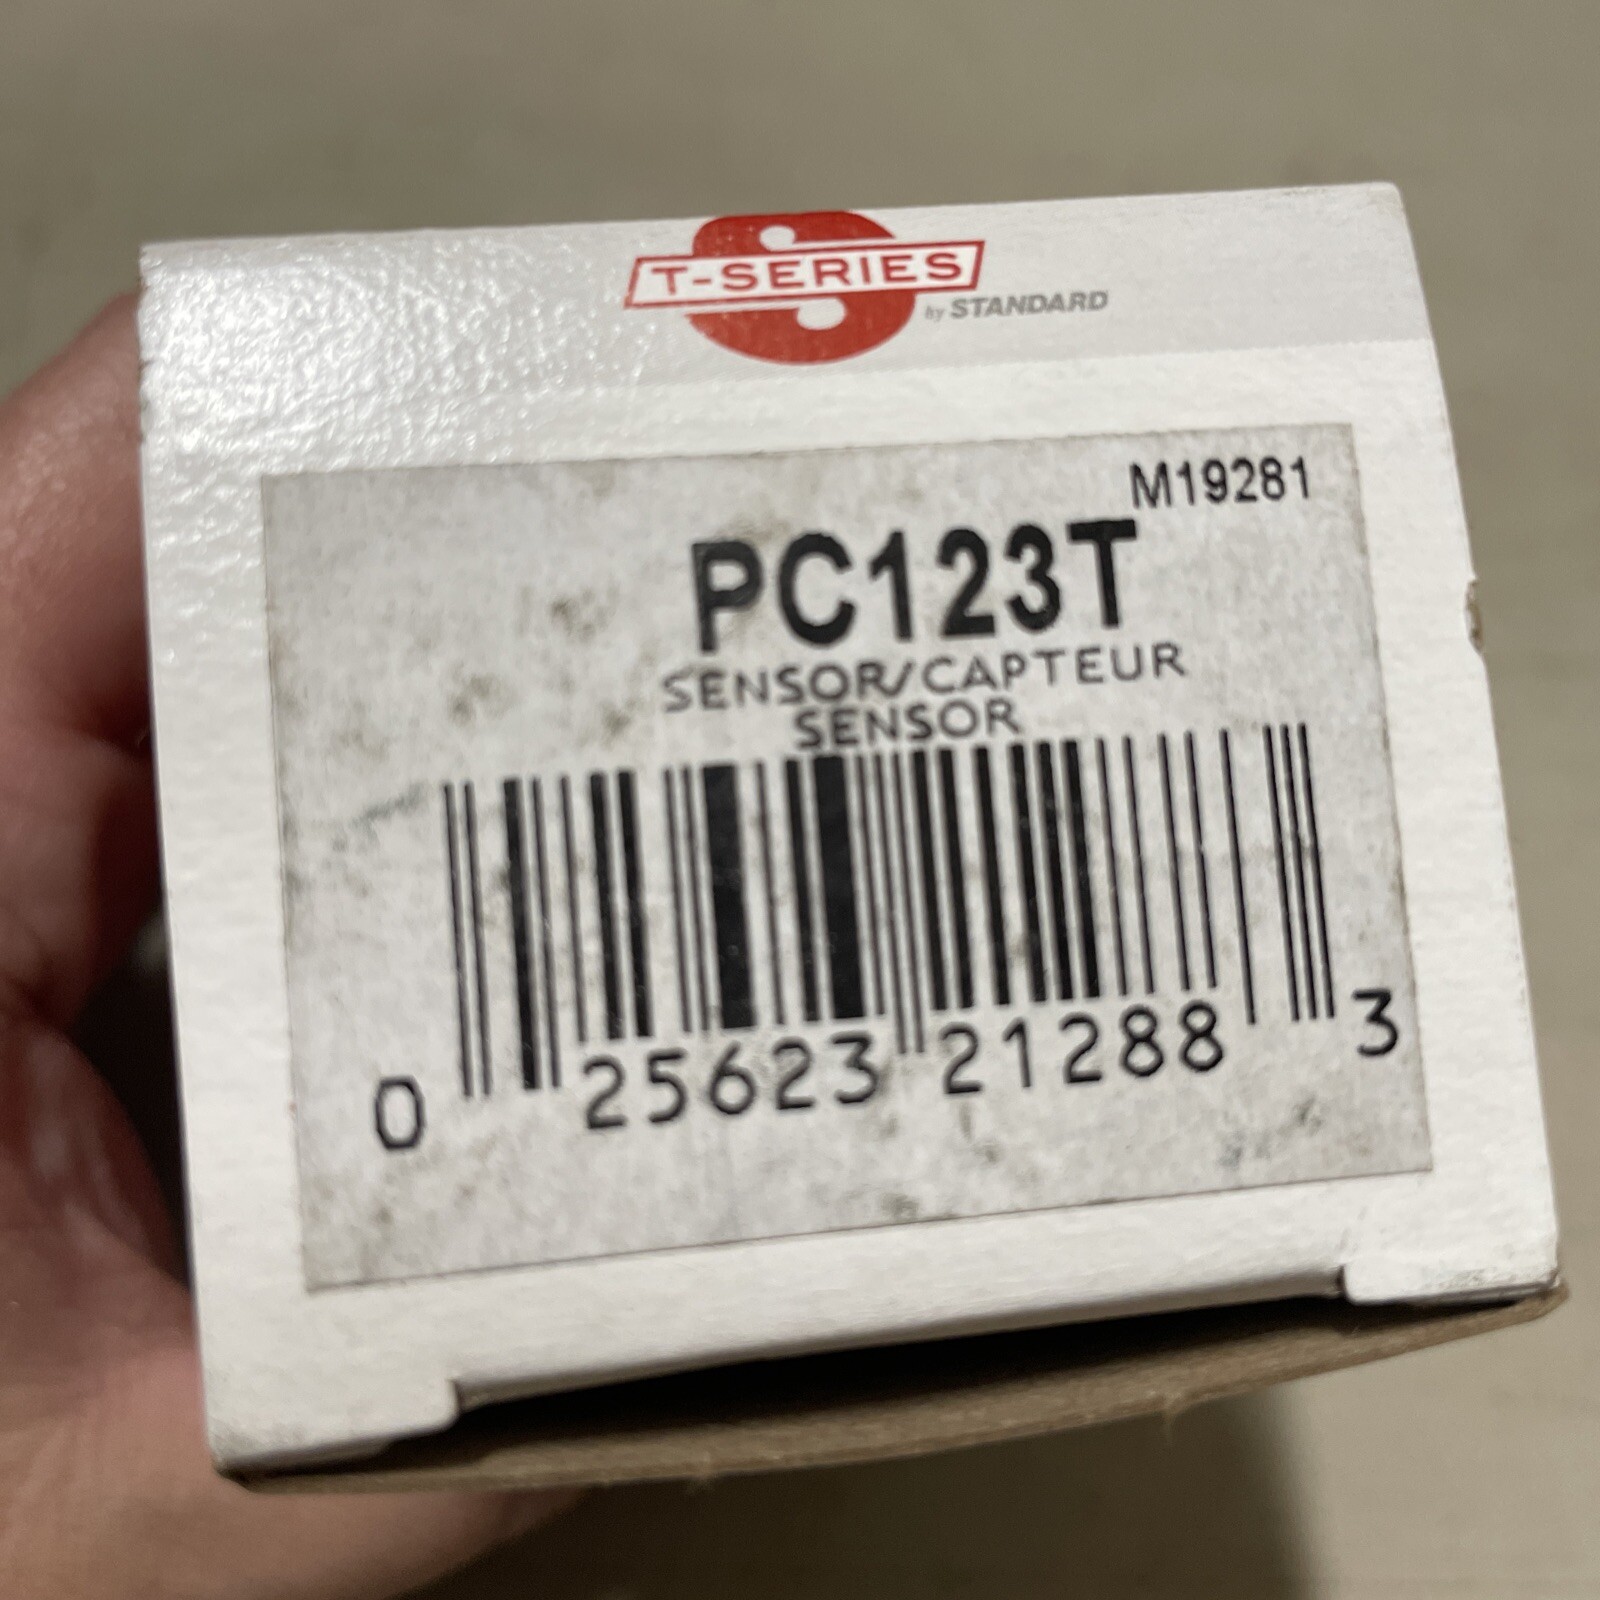 T-SERIES
by STANDARD
M19281
PC123T
SENSOR/CAPTEUR
SENSOR
0 25623 21288 3